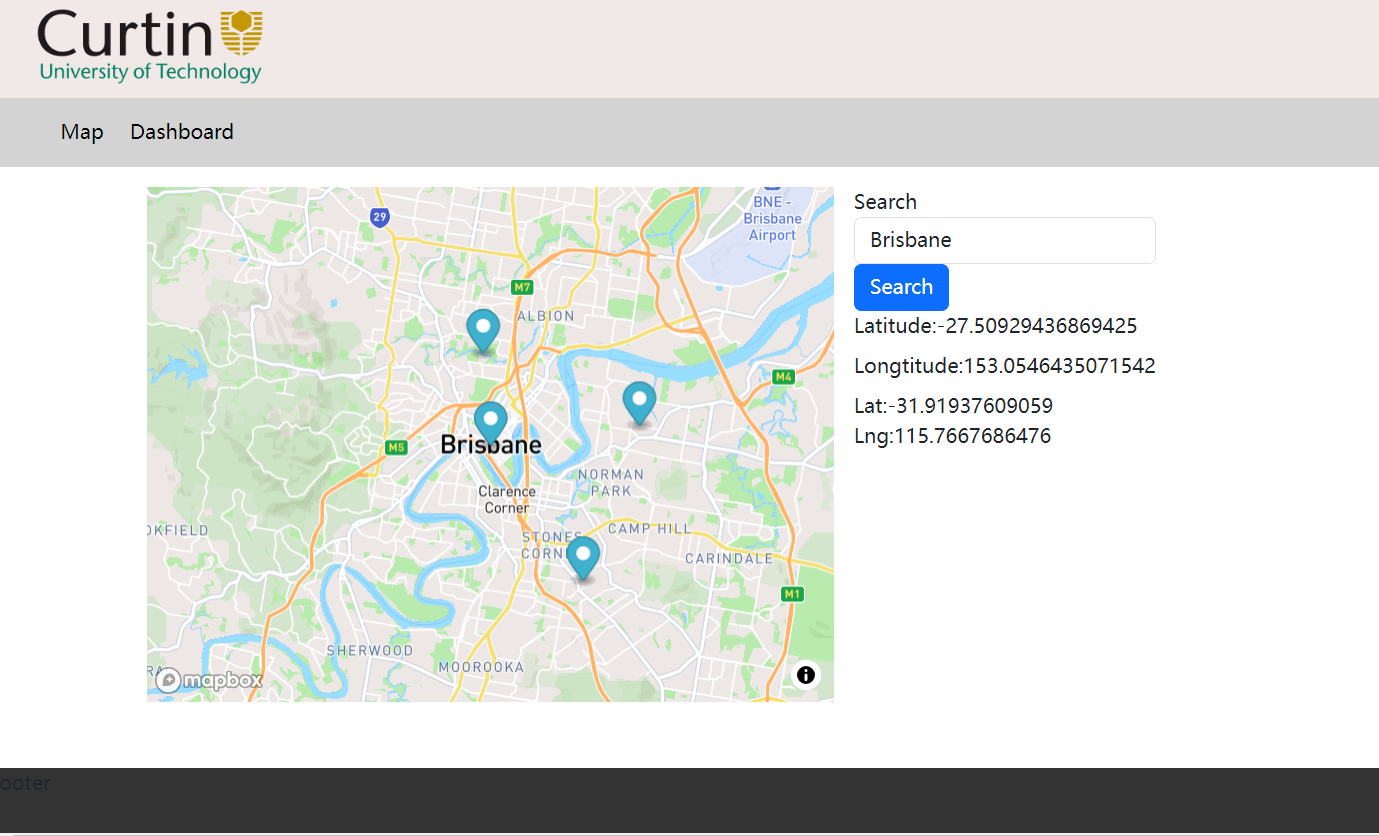 Curtin
University of Technology
Map Dashboard
Search
Brisbane
Search
Latitude:-27.50929436869425
Longtitude:153.0546435071542
Lat:-31.91937609059
Lng:115.7667686476
BNE -
Brisbane
Airport
29
M7
ALBION
M4
M5
Brisbane
NORMAN
PARK
Clarence
Corner
OKFIELD
CAMP HILL
STONES
CORN
CARINDALE
M1
SHERWOOD
MOOROOKA
RA
mapbox
ooter